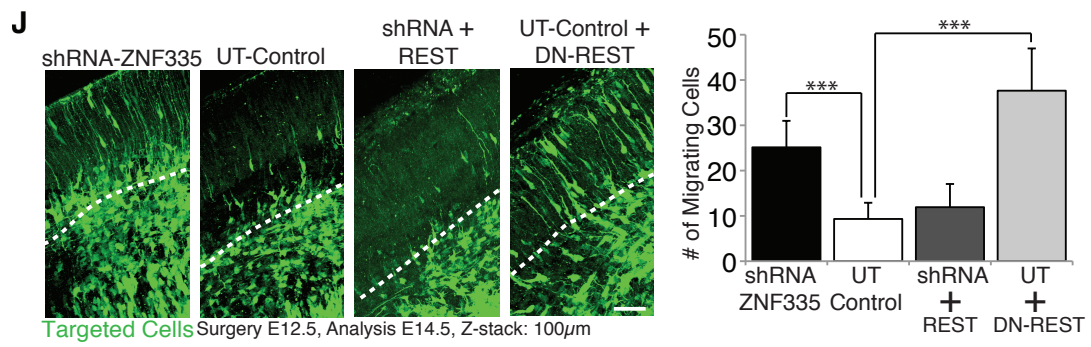 J
shRNA-ZNF335
UT-Control
shRNA +
REST
UT-Control +
DN-REST
Targeted Cells Surgery E12.5, Analysis E14.5, Z-stack: 100µm
# of Migrating Cells
50
40
30
20
10
0
***
***
shRNA
ZNF335
UT
Control
shRNA
+
REST
UT
+
DN-REST